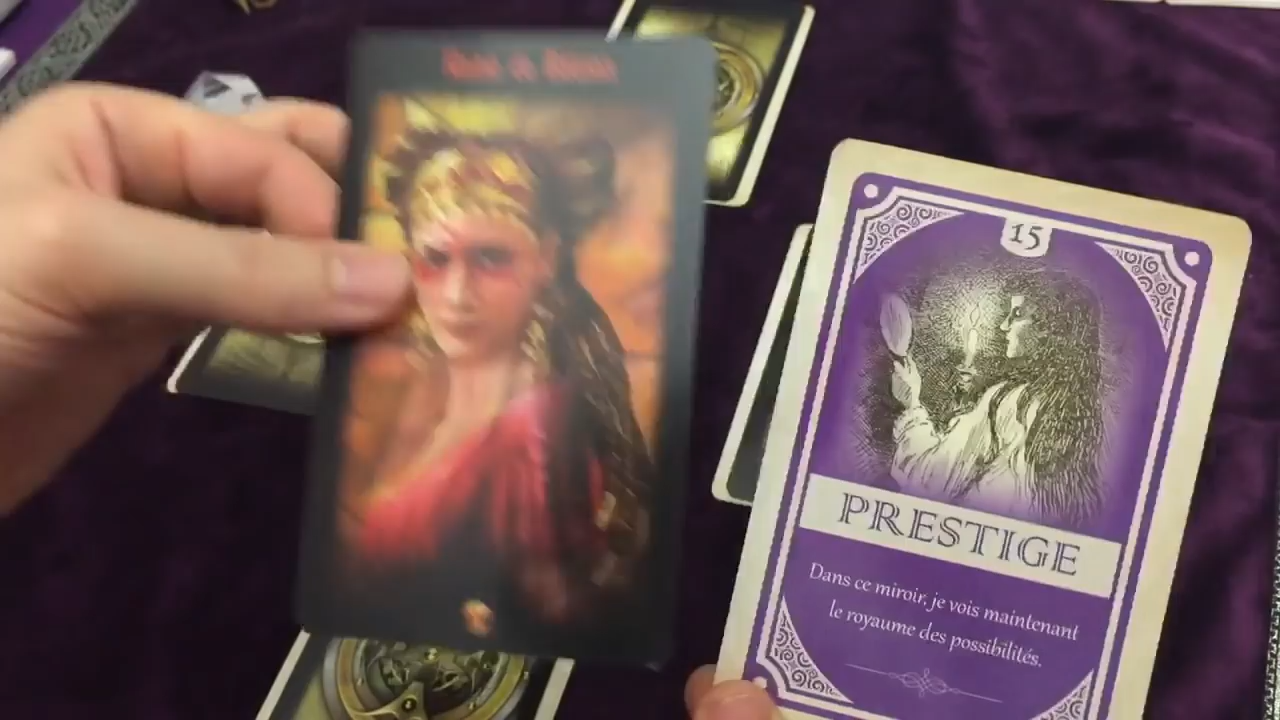 15
PRESTIGE
Dans ce miroir, je vois maintenant
le royaume des possibilités.